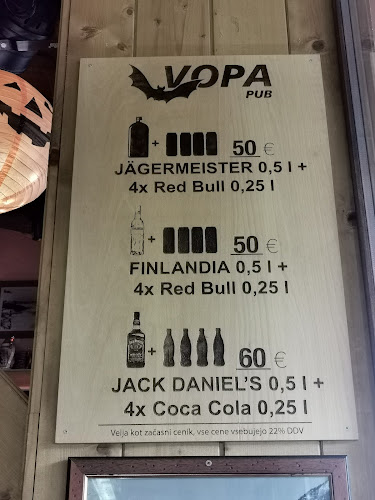 VOPA
PUB
+ 50 €
JÄGERMEISTER 0,5 l +
4x Red Bull 0,25 l
+ 50 €
FINLANDIA 0,5 l +
4x Red Bull 0,25 l
+ 60 €
JACK DANIEL'S 0,5 l +
4x Coca Cola 0,25 l
Velja kot začasni cenik, vse cene vsebujejo 22% DDV